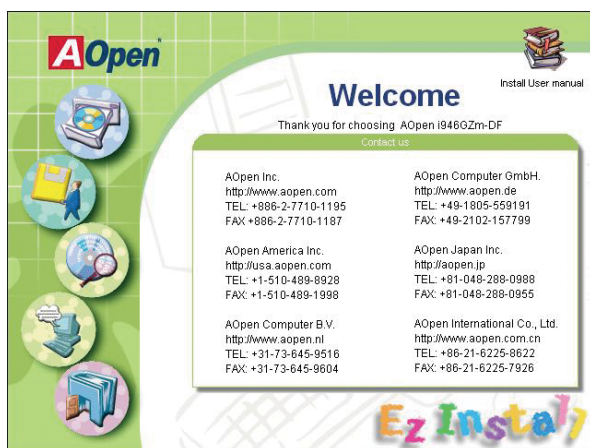 AOpen
Install User manual
Welcome
Thank you for choosing AOpen i946GZm-DF
Contact us
AOpen Inc.
http://www.aopen.com
TEL: +886-2-7710-1195
FAX +886-2-7710-1187
AOpen Computer GmbH.
http://www.aopen.de
TEL: +49-1805-559191
FAX: +49-2102-157799
AOpen America Inc.
http://usa.aopen.com
TEL: +1-510-489-8928
FAX: +1-510-489-1998
AOpen Japan Inc.
http://aopen.jp
TEL: +81-048-288-0988
FAX: +81-048-288-0955
AOpen Computer B.V.
http://www.aopen.nl
TEL: +31-73-645-9516
FAX: +31-73-645-9604
AOpen International Co., Ltd.
http://www.aopen.com.cn
TEL: +86-21-6225-8622
FAX: +86-21-6225-7926
Ez Install